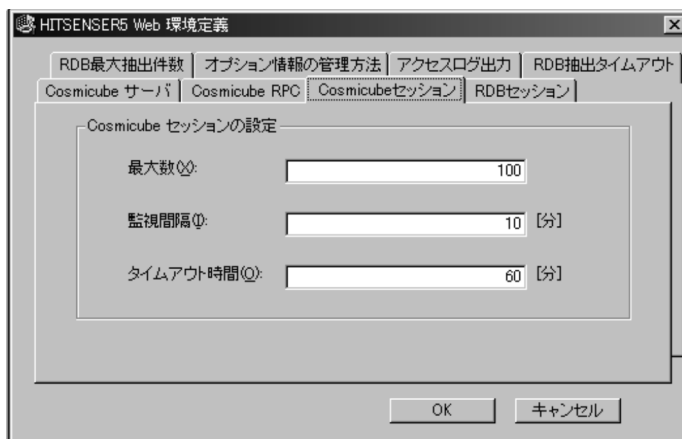 HITSENSER5 Web 環境定義
RDB最大抽出件数 オプション情報の管理方法 アクセスログ出力 RDB抽出タイムアウト
Cosmicube サーバ Cosmicube RPC Cosmicubeセッション RDBセッション
Cosmicube セッションの設定
最大数(X): 100
監視間隔(I): 10 [分]
タイムアウト時間(O): 60 [分]
OK キャンセル